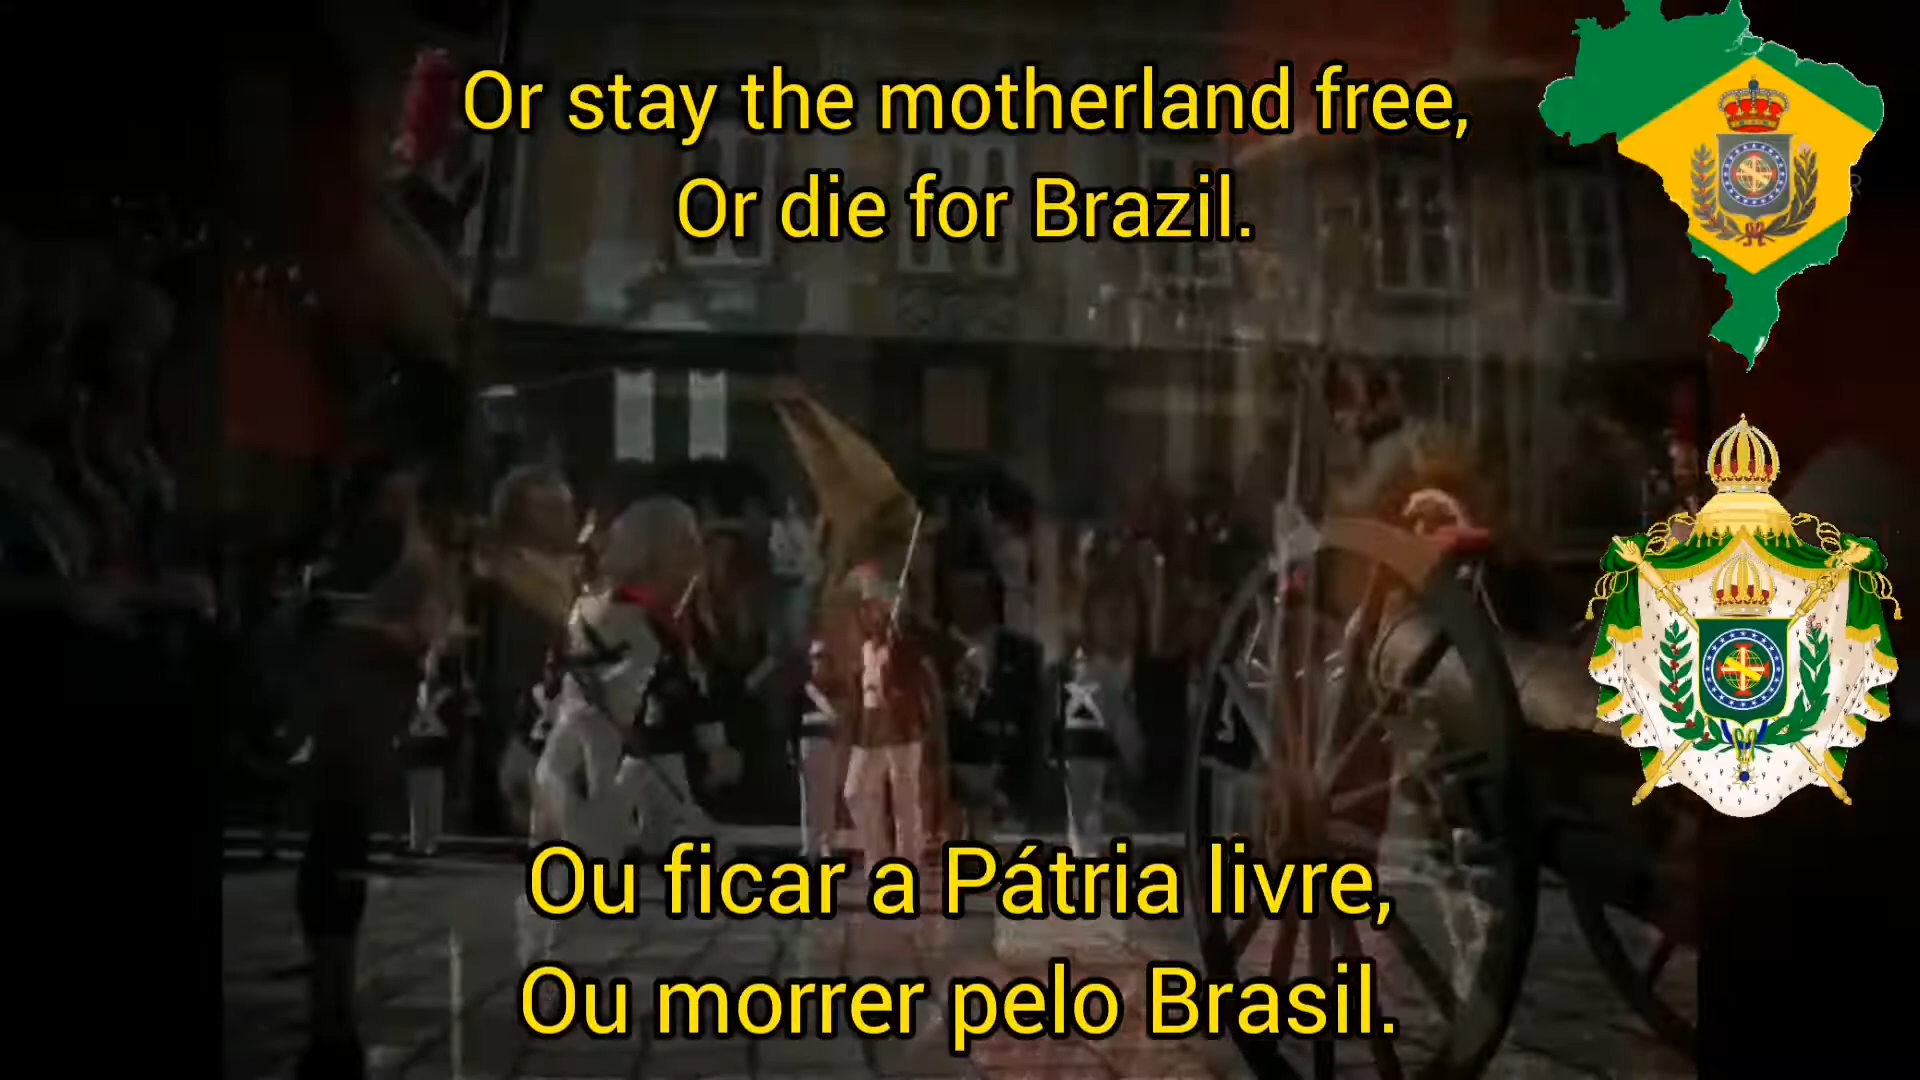 Or stay the motherland free,
Or die for Brazil.
Ou ficar a Pátria livre,
Ou morrer pelo Brasil.